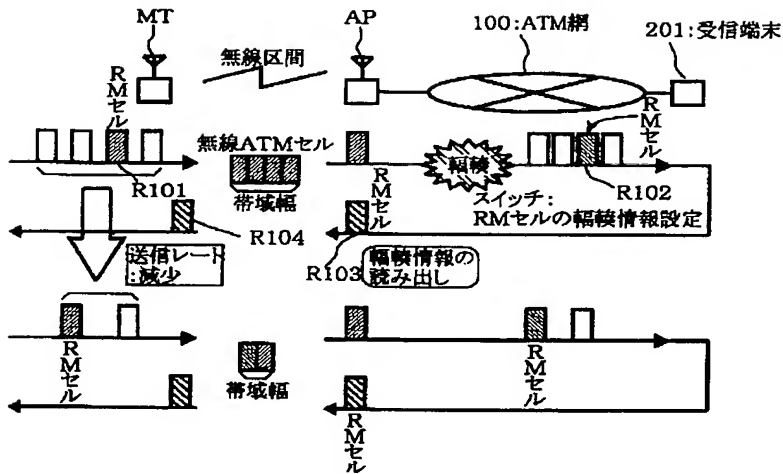 MT
AP
100:ATM網
201:受信端末
無線区間
RMセル
RMセル
無線ATMセル
輻輳
R101
帯域幅
RMセル
R102
スイッチ:
RMセルの輻輳情報設定
R104
送信レート
:減少
R103
輻輳情報の
読み出し
RMセル
帯域幅
RMセル
RMセル